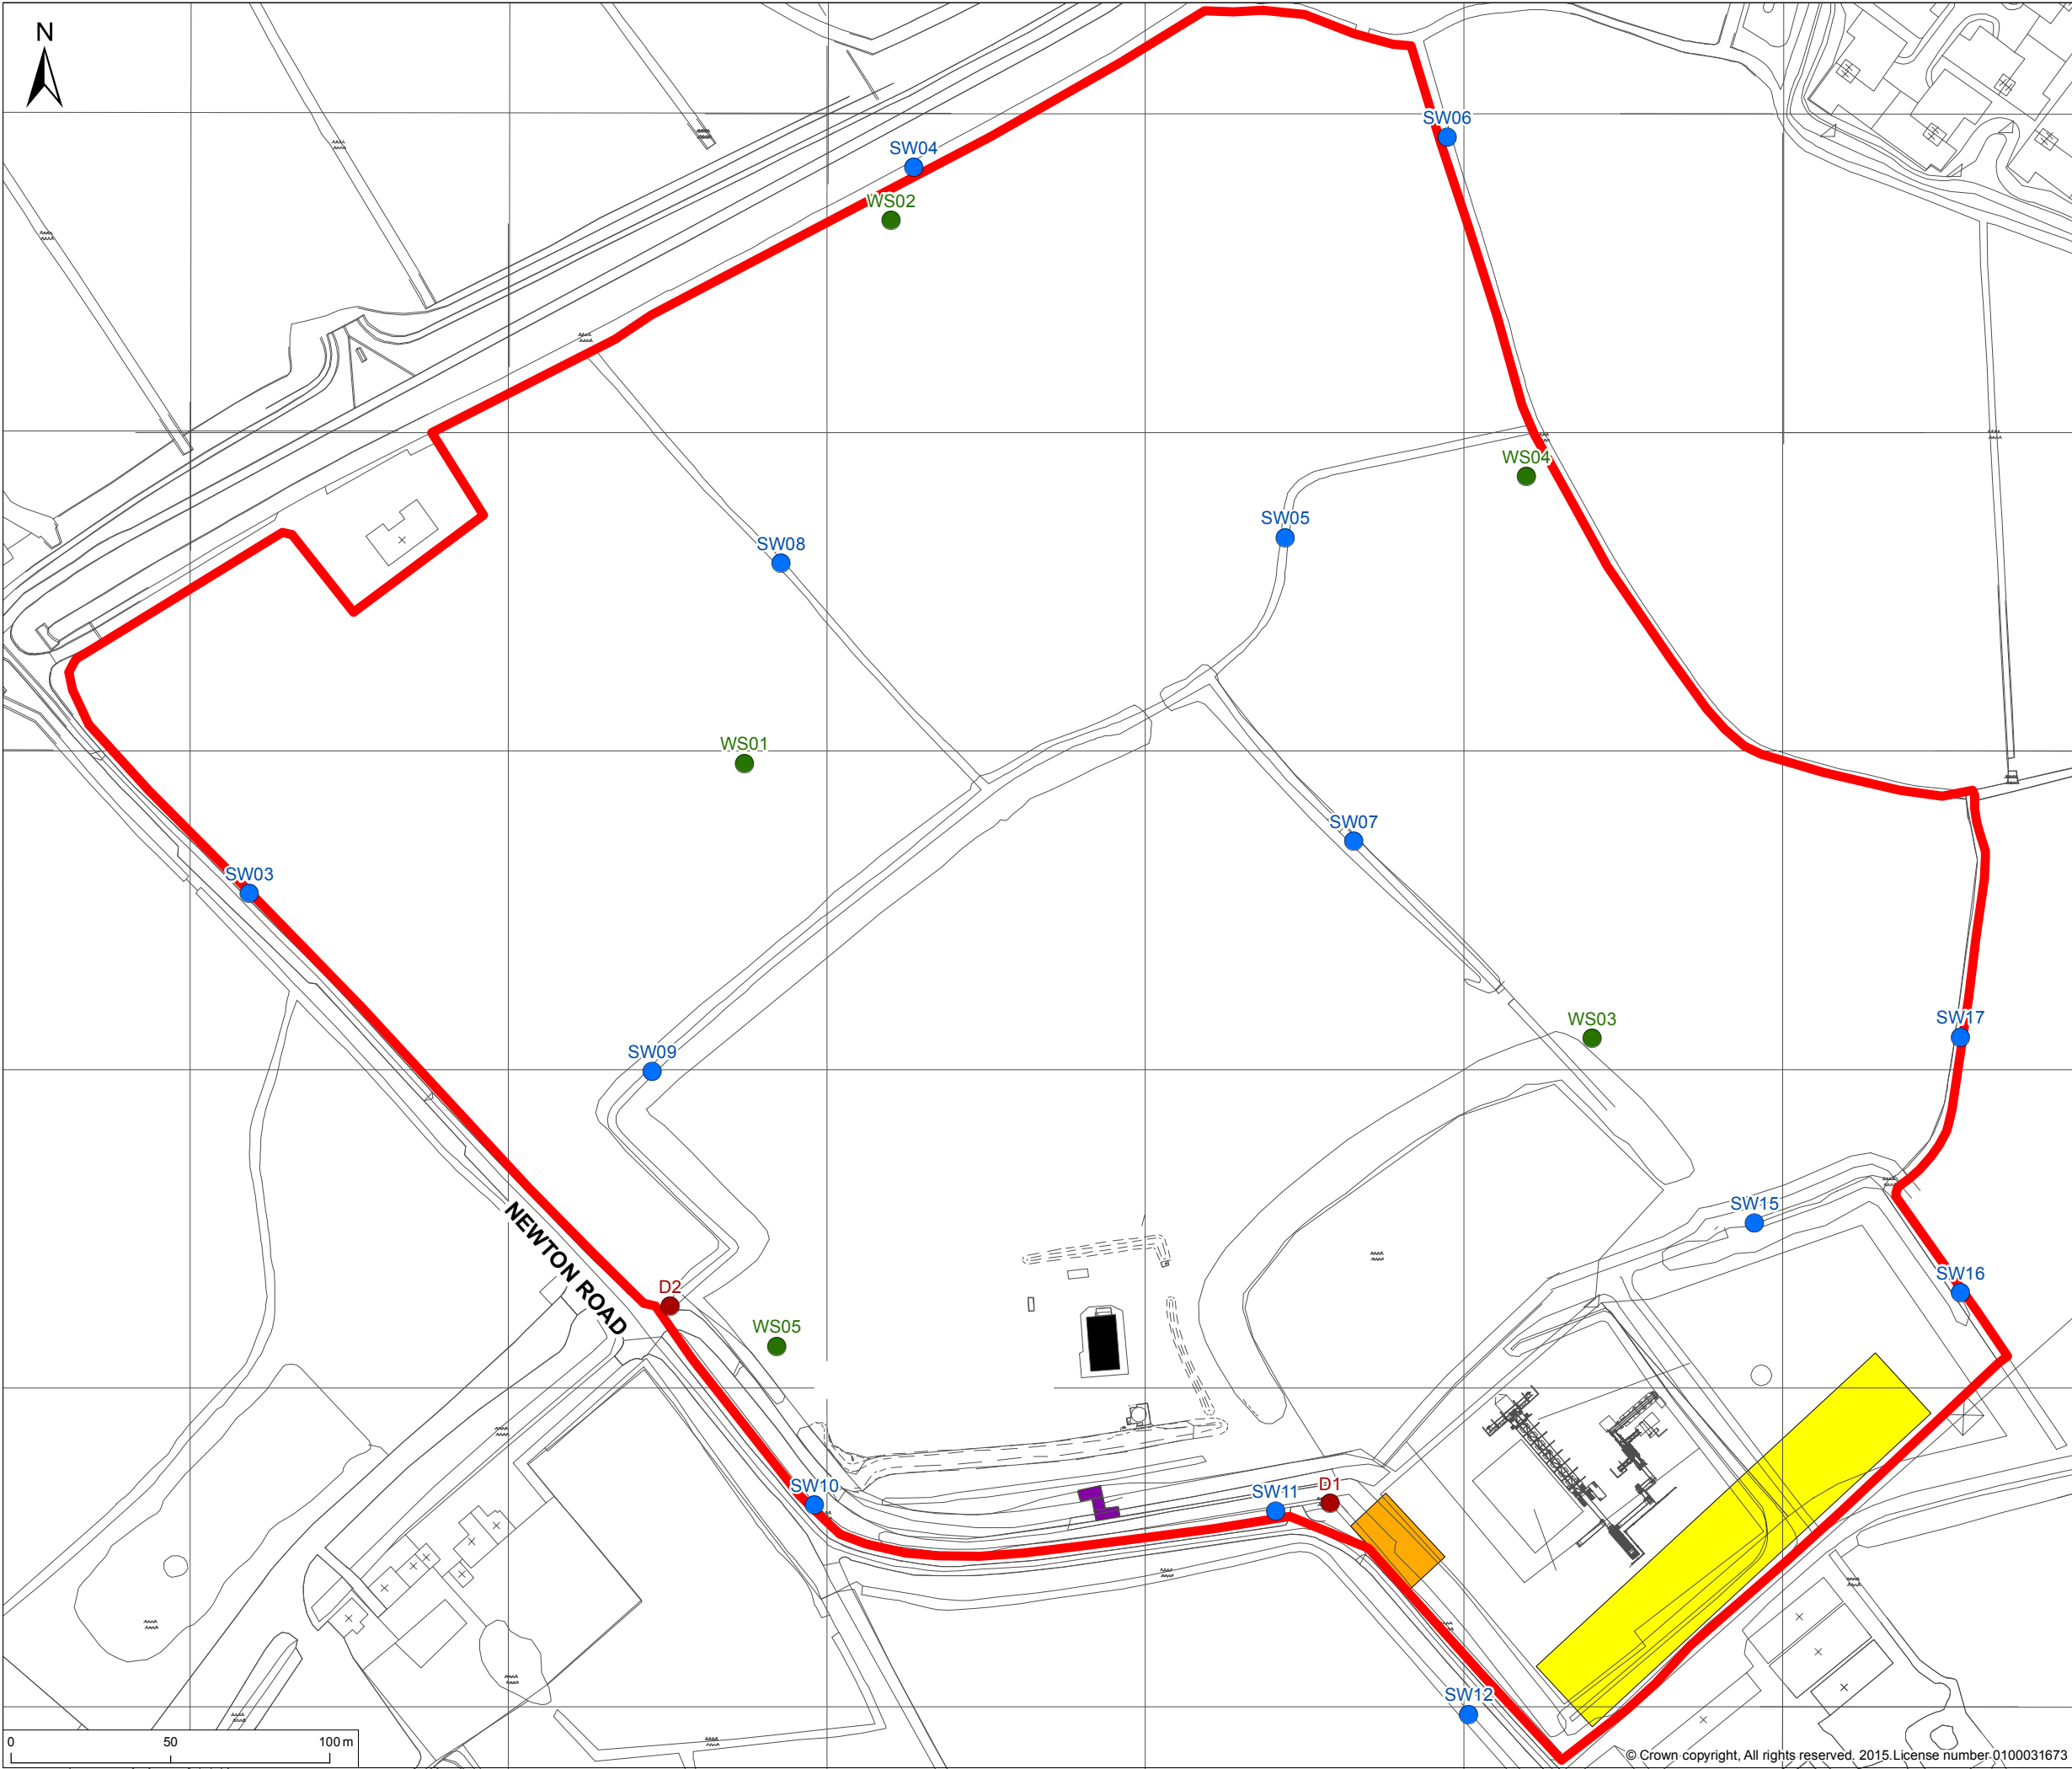 N
SW06
SW04
WS02
WS04
SW05
SW08
WS01
SW07
SW03
WS03
SW17
SW09
SW15
NEWTON ROAD
D2
SW16
WS05
SW10
SW11
D1
SW12
0 50 100 m
© Crown copyright, All rights reserved. 2015 License number 0100031673